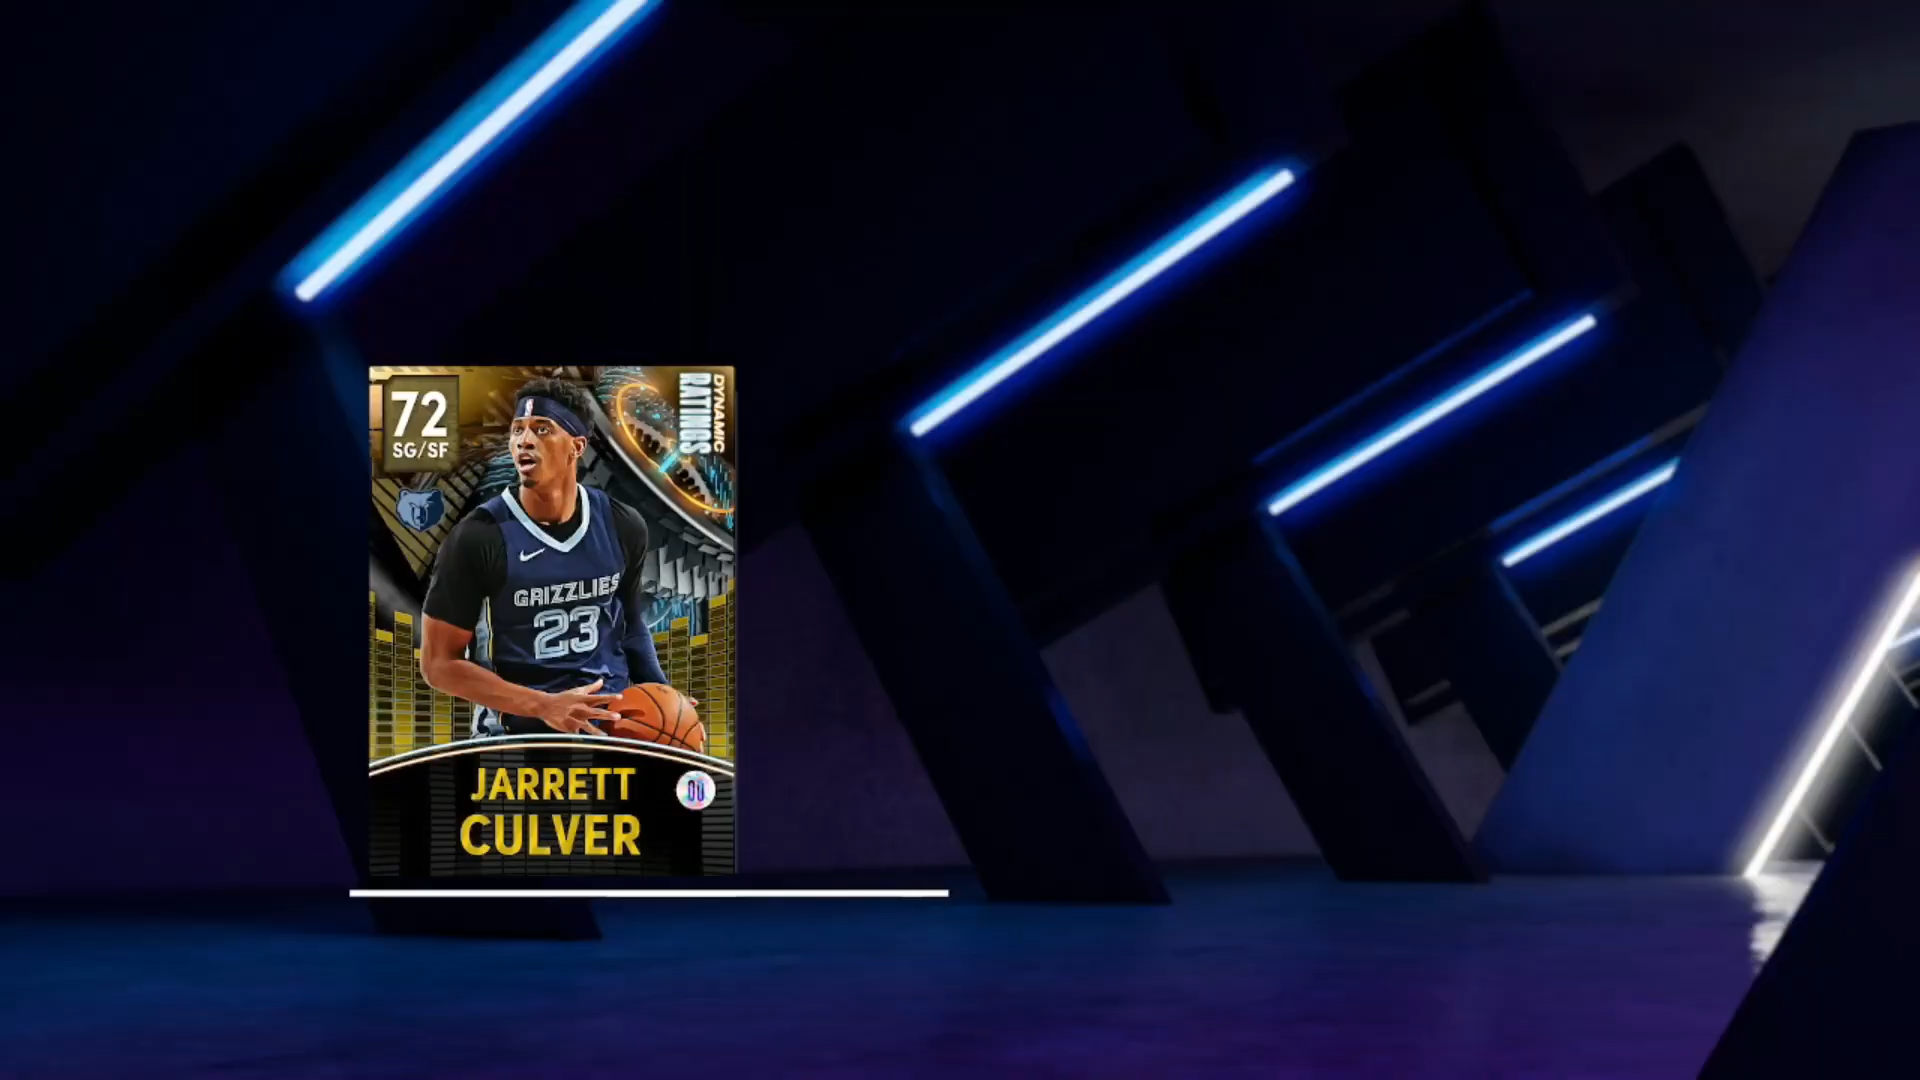 72
SG/SF
DYNAMIC
RATINGS
GRIZZLIES
23
JARRETT
CULVER